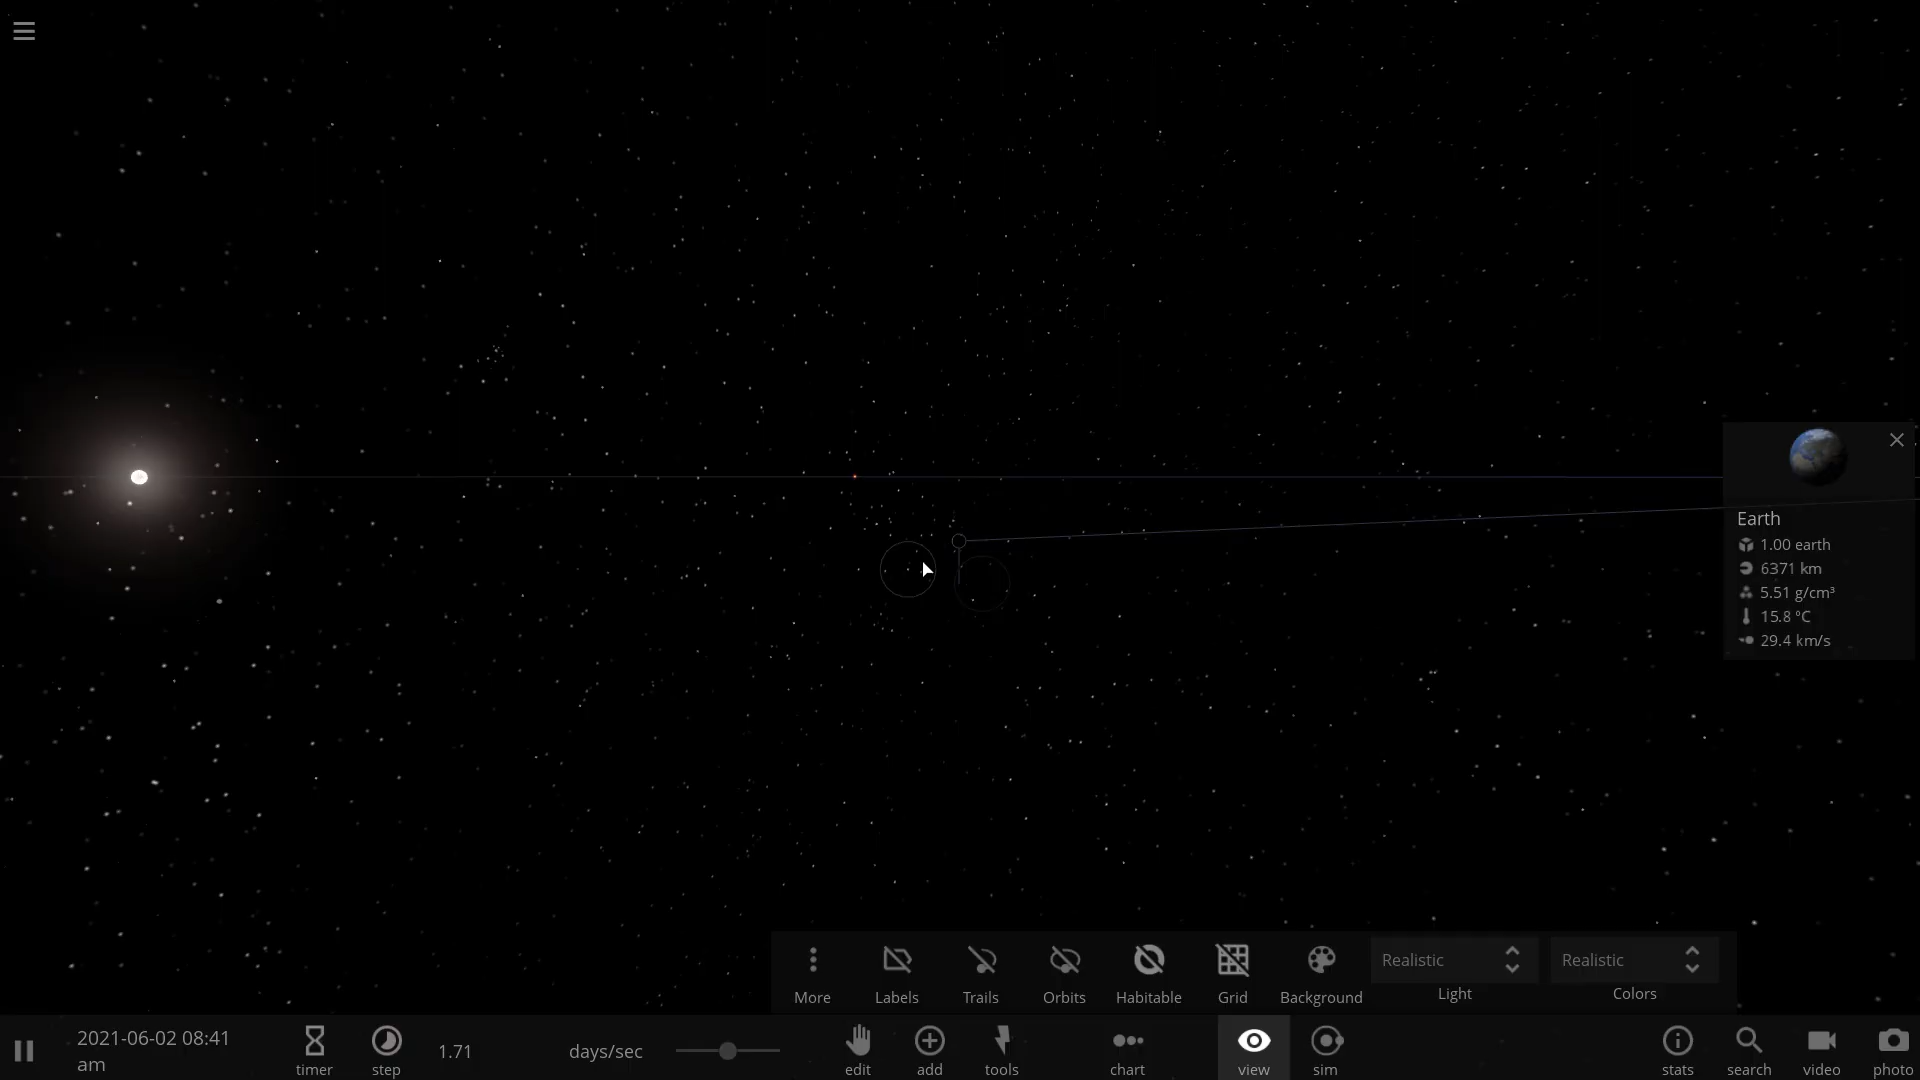 Earth
1.00 earth
6371 km
5.51 g/cm³
15.8 °C
29.4 km/s
More
Labels
Trails
Orbits
Habitable
Grid
Background
Realistic
Light
Realistic
Colors
2021-06-02 08:41
am
timer
step
1.71
days/sec
edit
add
tools
chart
view
sim
stats
search
video
photo